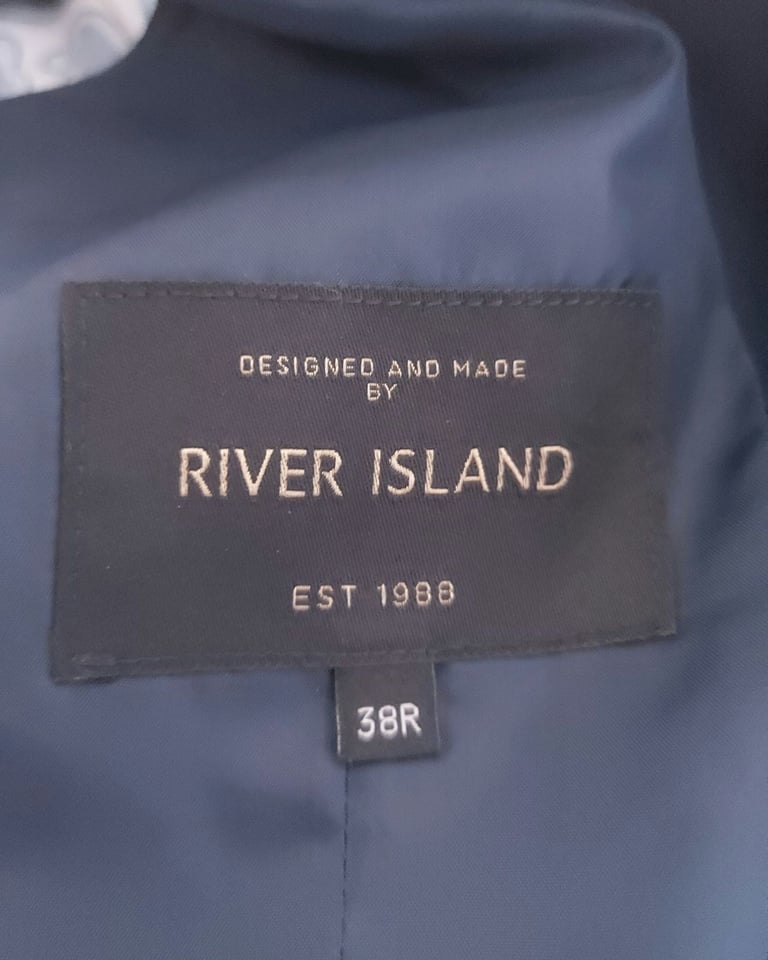 DESIGNED AND MADE
BY
RIVER ISLAND
EST 1988
38R